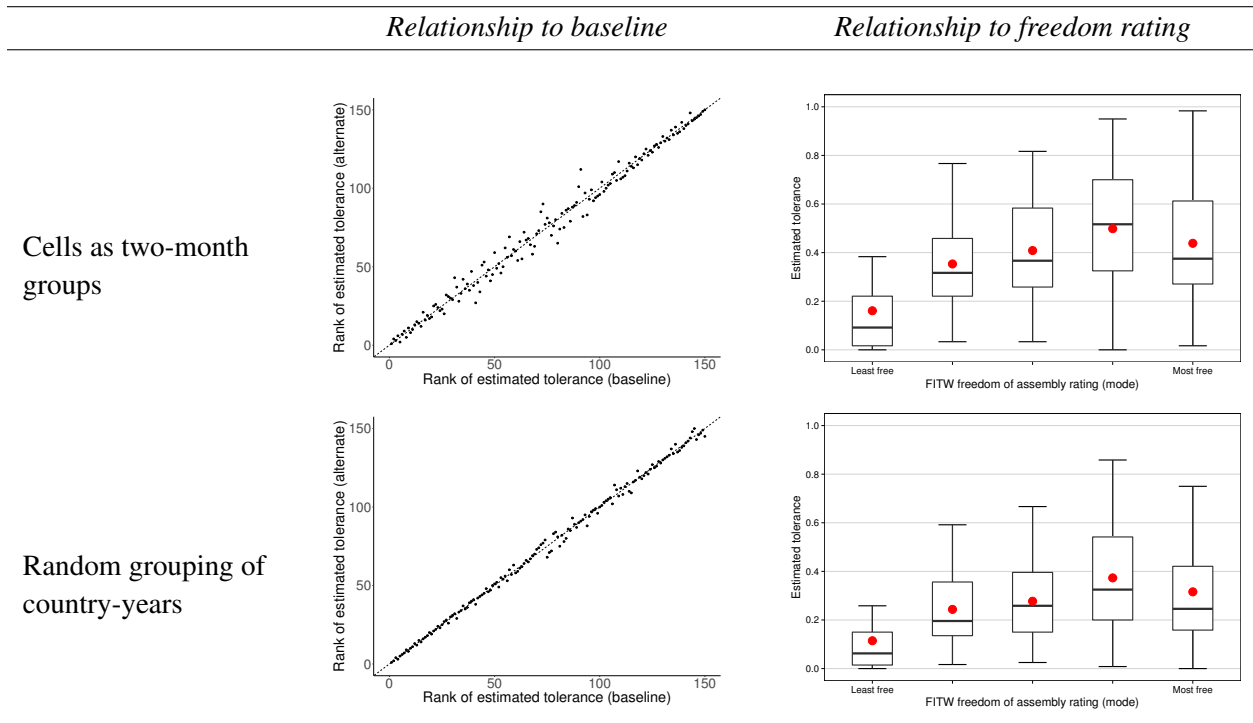 Relationship to baseline
Relationship to freedom rating
Cells as two-month
groups
Rank of estimated tolerance (alternate)
150
100
50
0
0
50
100
150
Rank of estimated tolerance (baseline)
Estimated tolerance
1.0
0.8
0.6
0.4
0.2
0.0
Least free
Most free
FITW freedom of assembly rating (mode)
Random grouping of
country-years
Rank of estimated tolerance (alternate)
150
100
50
0
0
50
100
150
Rank of estimated tolerance (baseline)
Estimated tolerance
1.0
0.8
0.6
0.4
0.2
0.0
Least free
Most free
FITW freedom of assembly rating (mode)